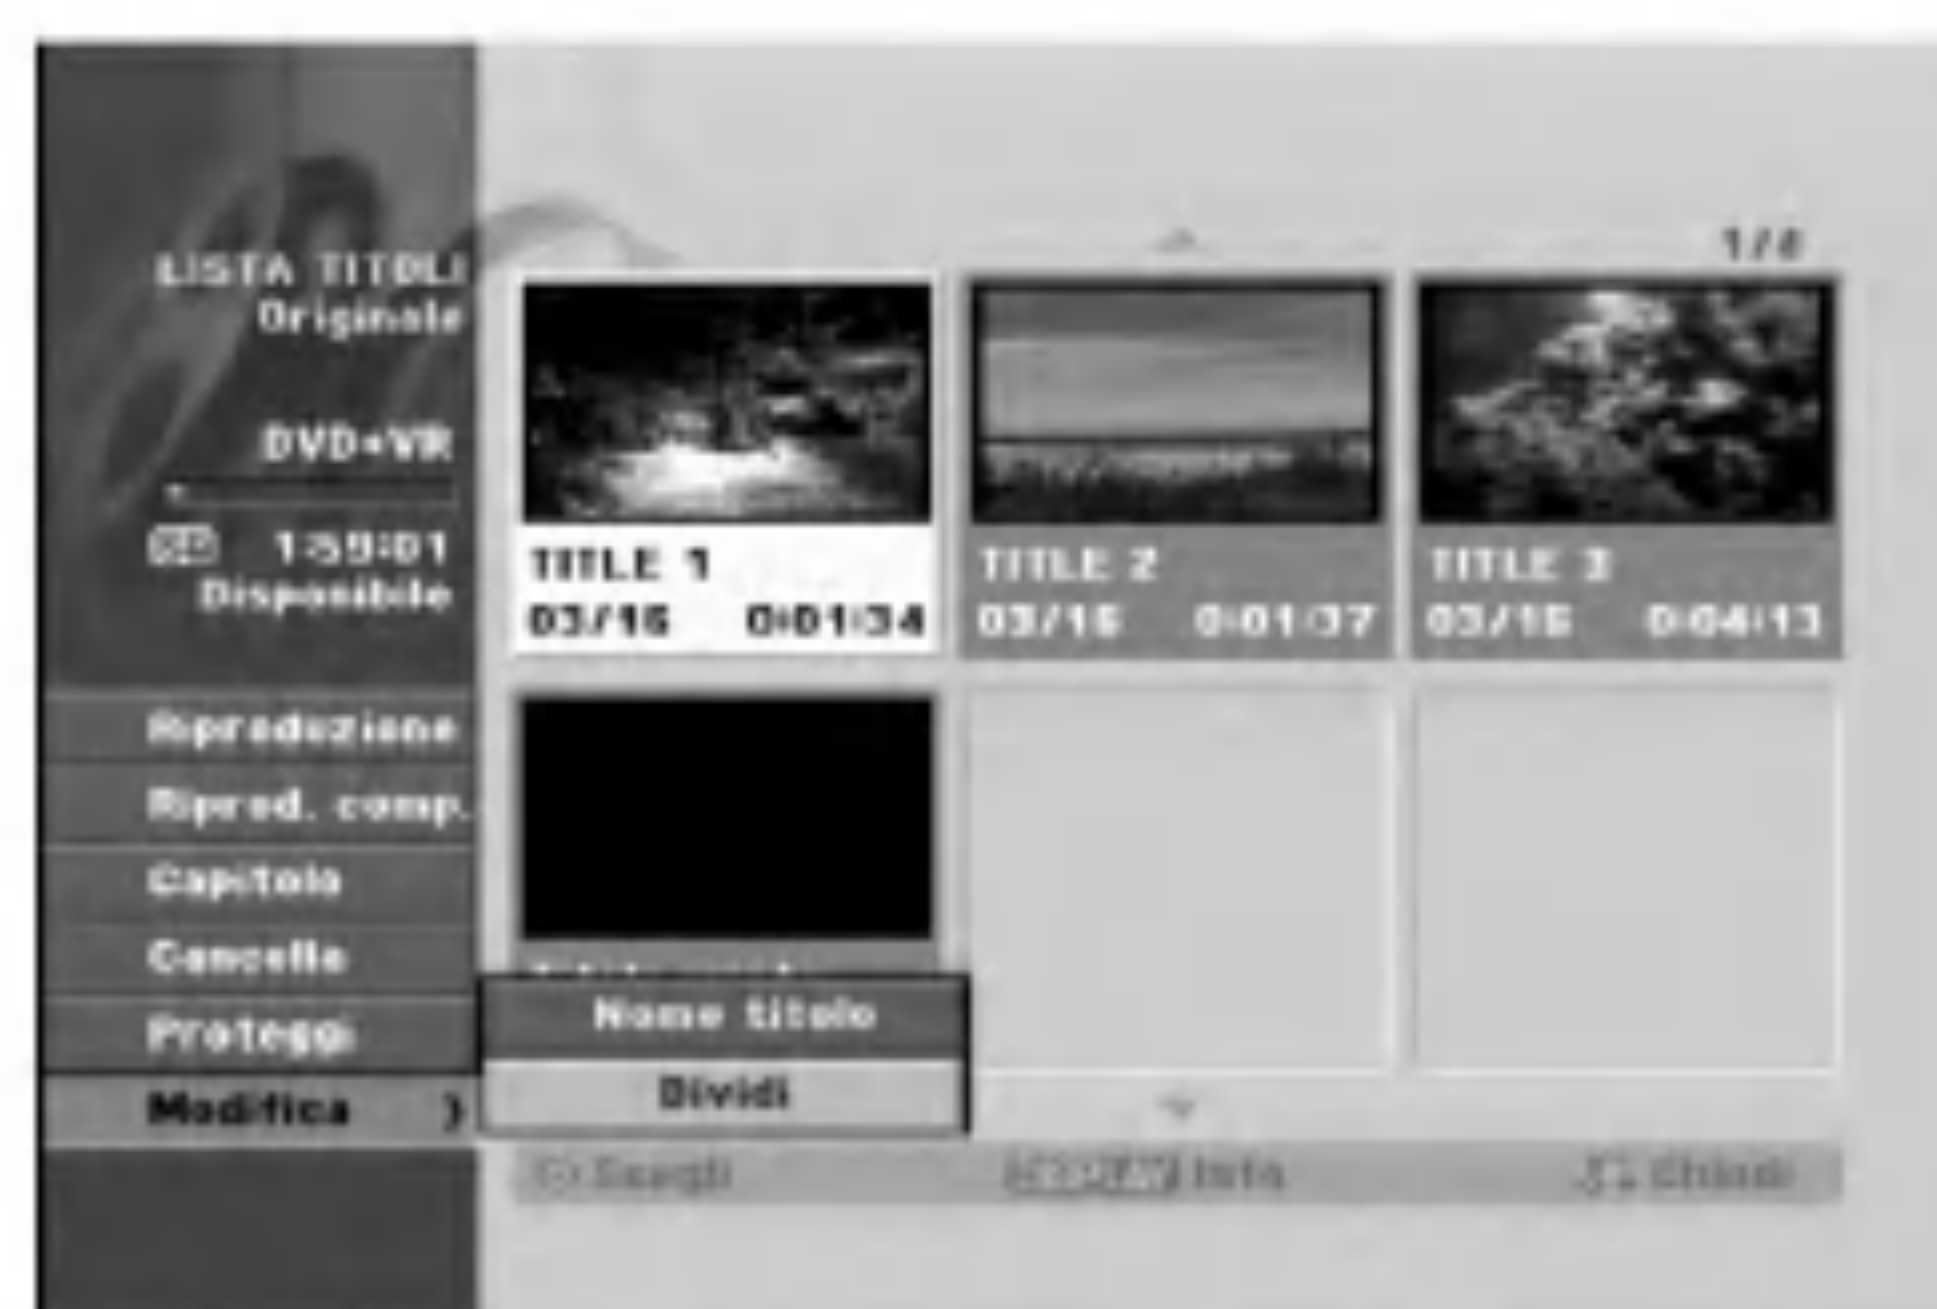 LISTA TITOLI
Originale
DVD+VR
1:59:01
Disponibile
Riproduzione
Riprod. comp.
Capitolo
Cancella
Proteggi
Modifica >
1/4
TITLE 1
03/16 0:01:34
TITLE 2
03/16 0:01:37
TITLE 3
03/16 0:04:13
Nome titolo
Dividi
Scegli
Info
Chiudi